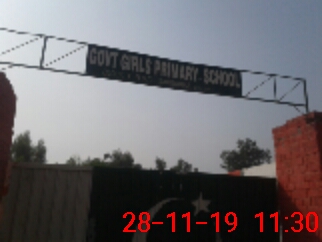 GOVT GIRLS PRIMARY SCHOOL
28-11-19 11:30